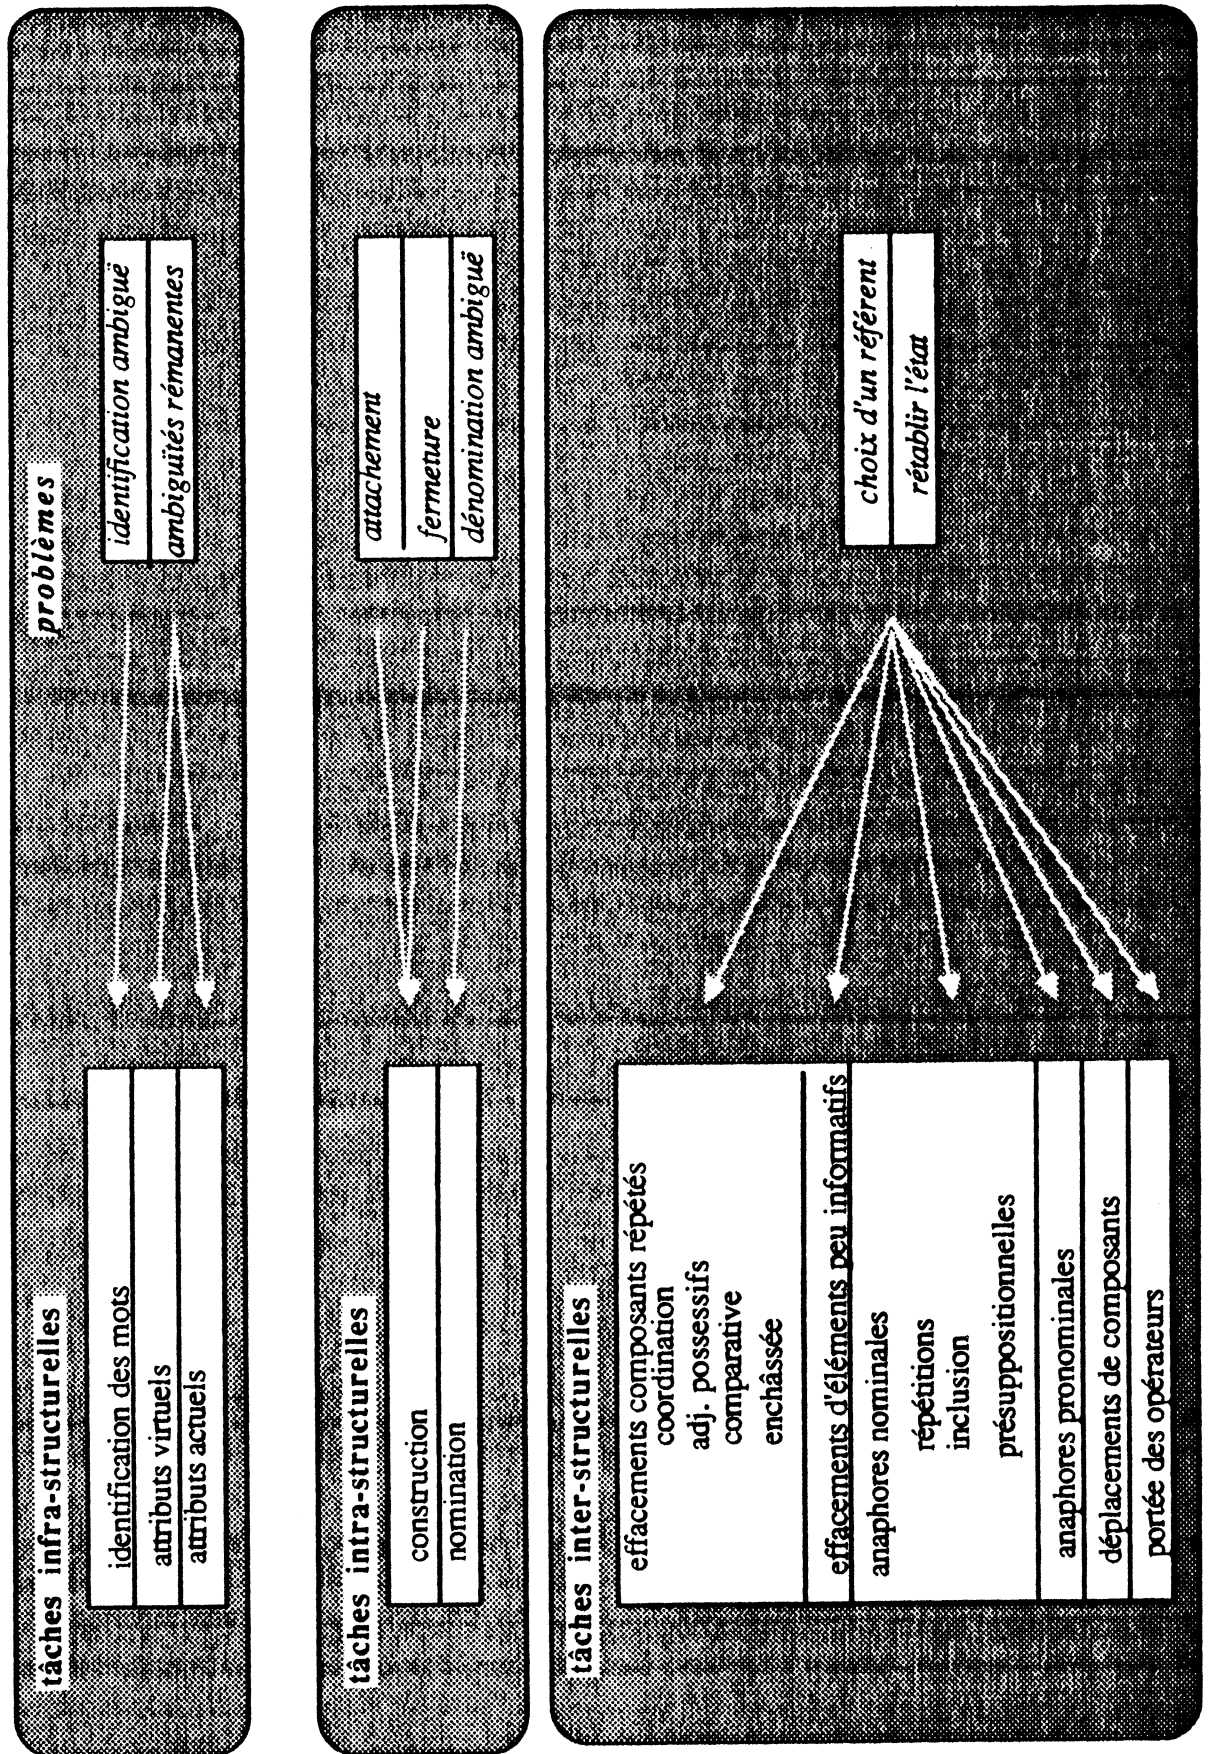 tâches infra-structurelles
problèmes
identification des mots
attributs virtuels
attributs actuels
identification ambiguë
ambiguïtés rémanentes
tâches intra-structurelles
construction
nomination
attachement
fermeture
dénomination ambiguë
tâches inter-structurelles
effacements composants répétés
coordination
adj. possessifs
comparative
enchâssée
effacements d'éléments peu informatifs
anaphores nominales
répétitions
inclusion
présuppositionnelles
anaphores pronominales
déplacements de composants
portée des opérateurs
choix d'un référent
rétablir l'état